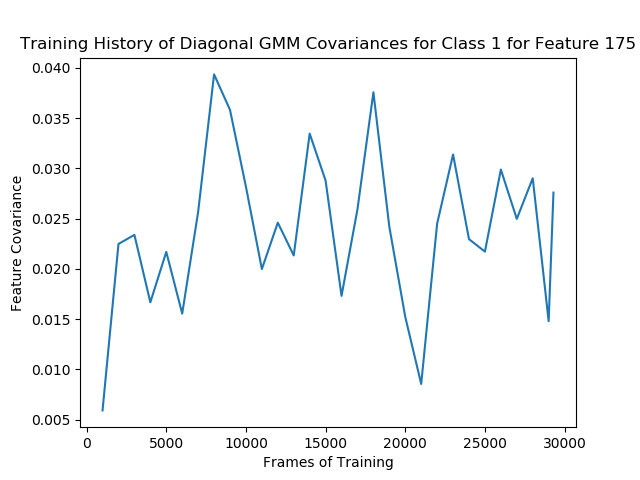 Training History of Diagonal GMM Covariances for Class 1 for Feature 175
0.040
0.035
0.030
0.025
0.020
0.015
0.010
0.005
Feature Covariance
0 5000 10000 15000 20000 25000 30000
Frames of Training